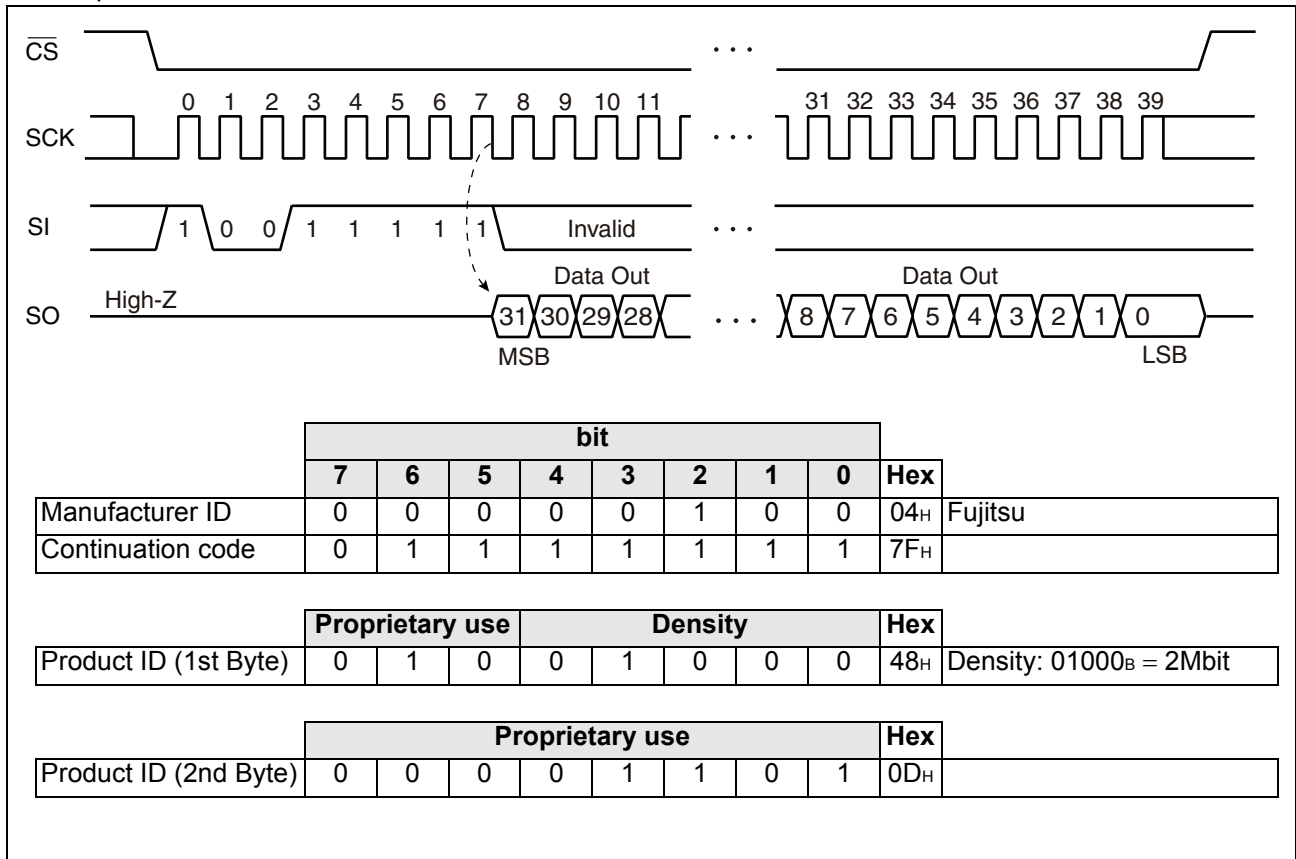 CS
0 1 2 3 4 5 6 7 8 9 10 11 31 32 33 34 35 36 37 38 39
SCK
SI 1 0 0 1 1 1 1 1 Invalid
Data Out Data Out
High-Z
SO 31 30 29 28 8 7 6 5 4 3 2 1 0
MSB LSB
bit
7 6 5 4 3 2 1 0 Hex
Manufacturer ID 0 0 0 0 0 1 0 0 04H Fujitsu
Continuation code 0 1 1 1 1 1 1 1 7FH
Proprietary use Density Hex
Product ID (1st Byte) 0 1 0 0 1 0 0 0 48H Density: 01000B = 2Mbit
Proprietary use Hex
Product ID (2nd Byte) 0 0 0 0 1 1 0 1 0DH